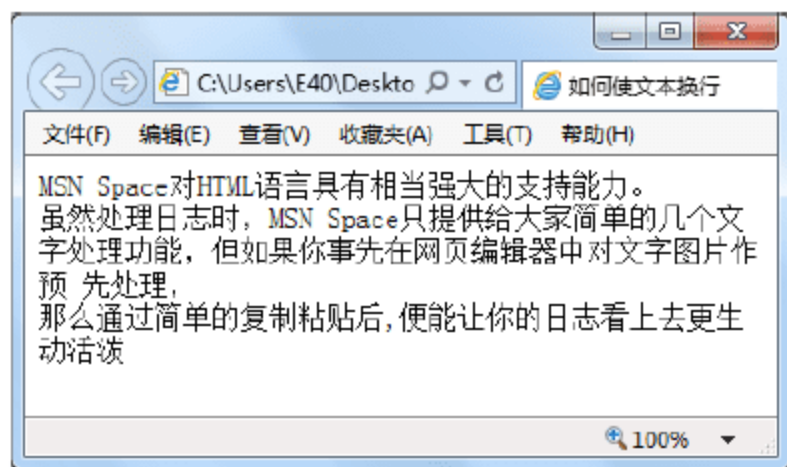 C:\Users\E40\Deskto
如何使文本换行
文件(F) 编辑(E) 查看(V) 收藏夹(A) 工具(T) 帮助(H)
MSN Space对HTML语言具有相当强大的支持能力。
虽然处理日志时，MSN Space只提供给大家简单的几个文
字处理功能，但如果你事先在网页编辑器中对文字图片作
预 先处理，
那么通过简单的复制粘贴后,便能让你的日志看上去更生
动活泼
100%